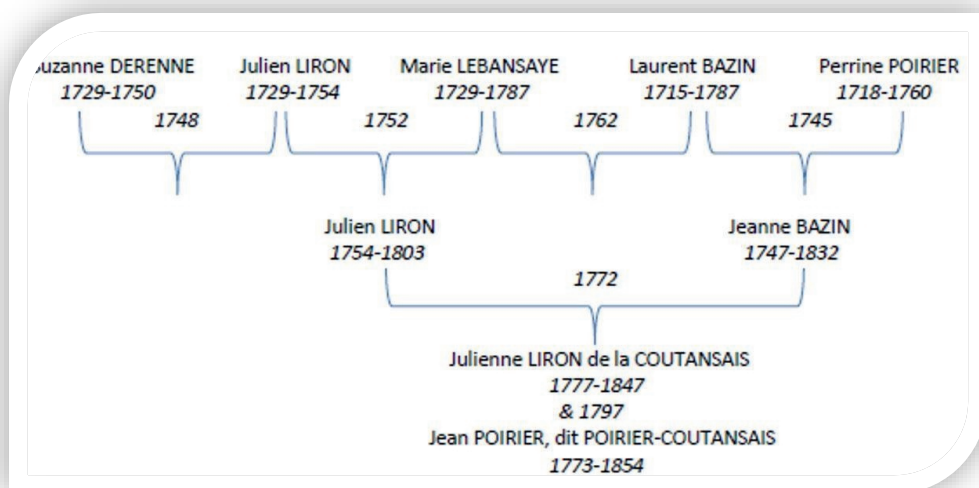 uzanne DERENNE Julien LIRON Marie LEBANSAYE Laurent BAZIN Perrine POIRIER
1729-1750 1729-1754 1729-1787 1715-1787 1718-1760
1748 1752 1762 1745
Julien LIRON Jeanne BAZIN
1754-1803 1747-1832
1772
Julienne LIRON de la COUTANSAIS
1777-1847
& 1797
Jean POIRIER, dit POIRIER-COUTANSAIS
1773-1854